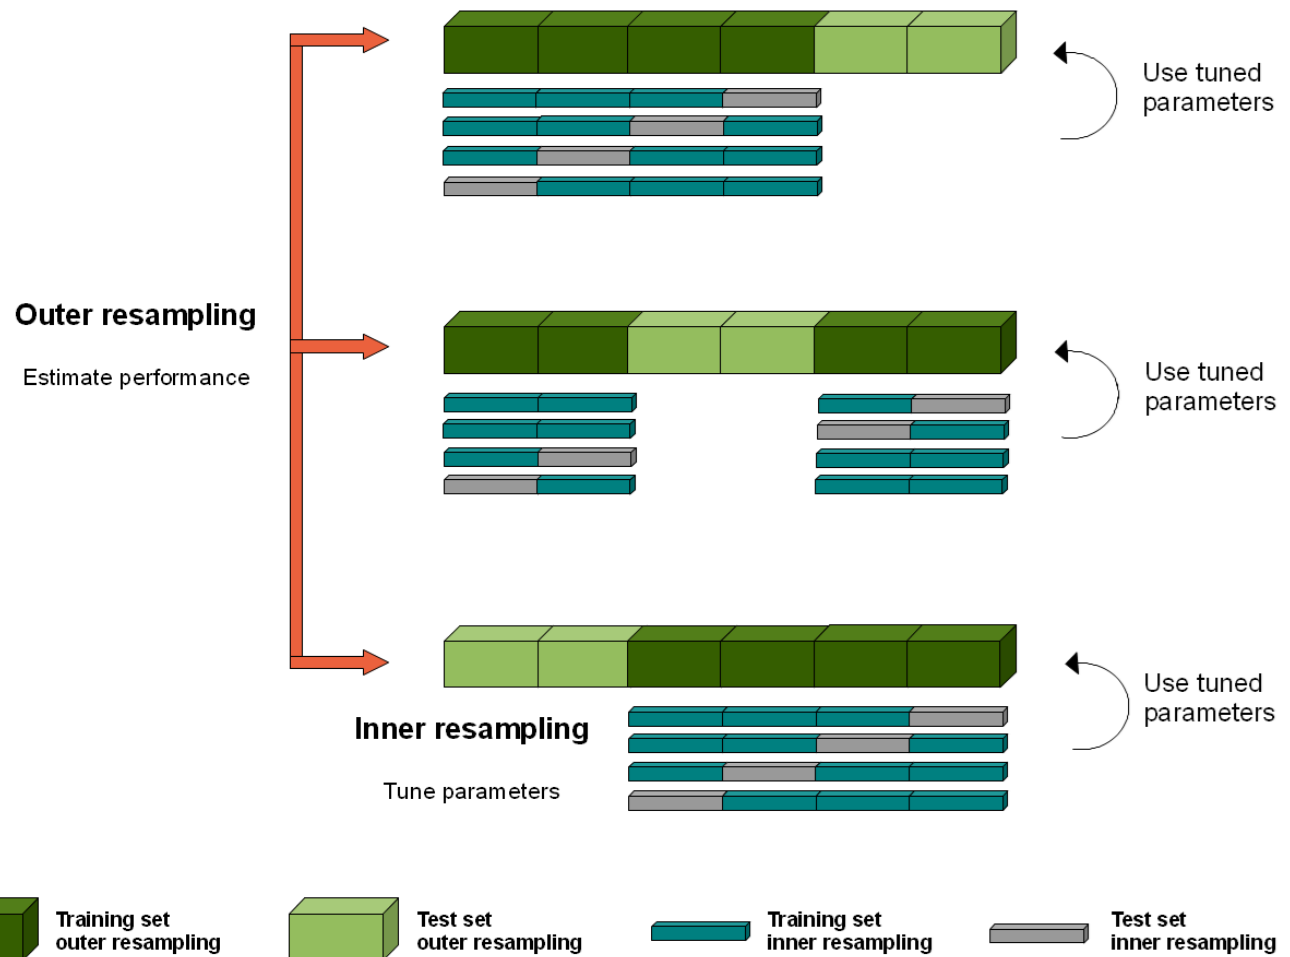 Use tuned
parameters
Outer resampling
Estimate performance
Use tuned
parameters
Use tuned
parameters
Inner resampling
Tune parameters
Training set
outer resampling
Test set
outer resampling
Training set
inner resampling
Test set
inner resampling